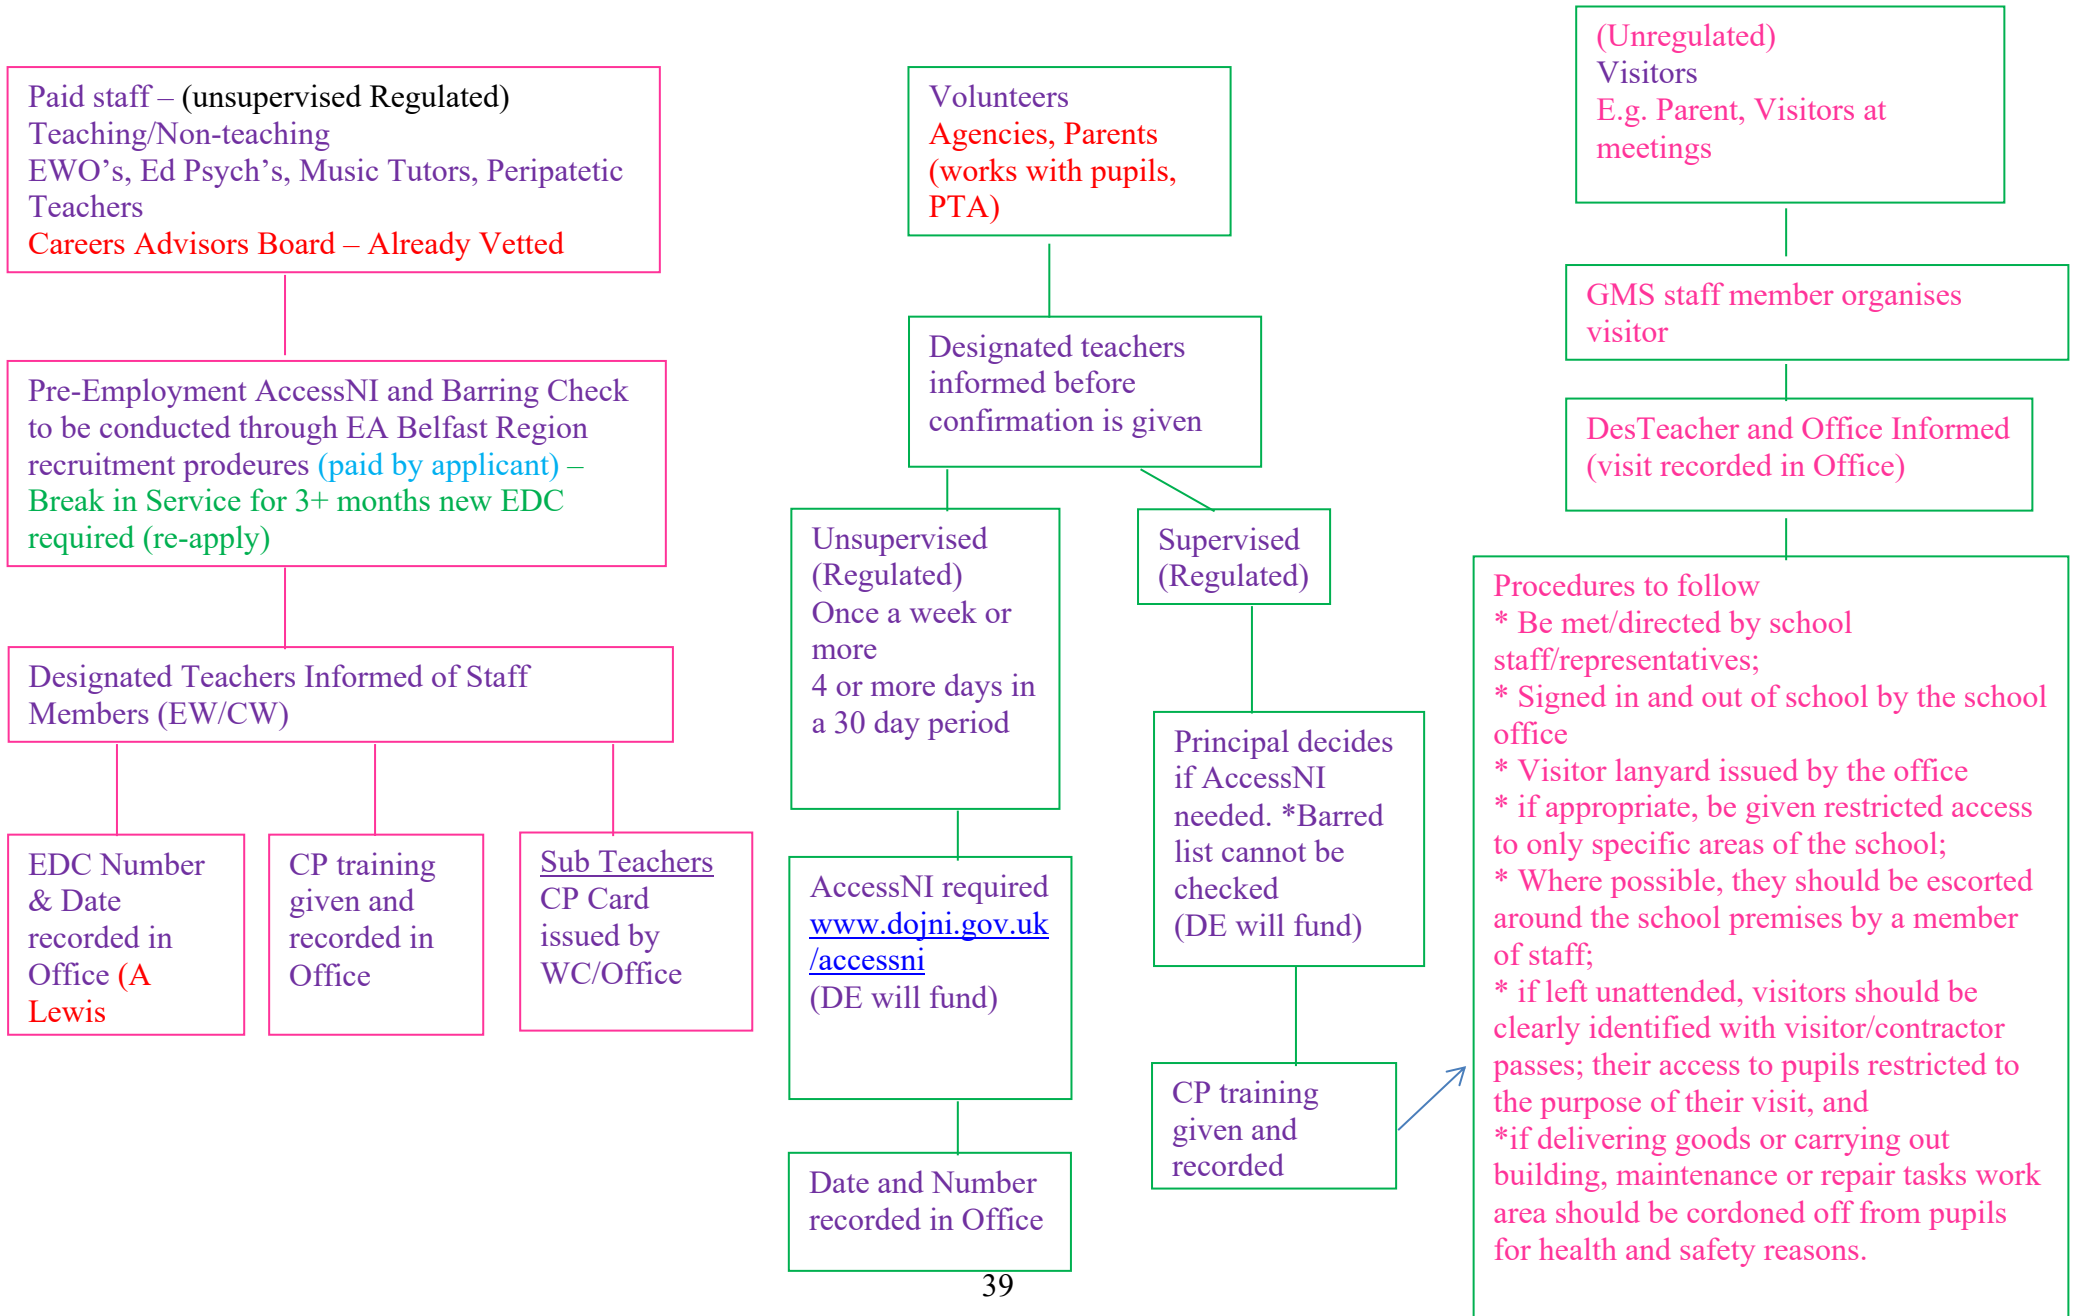 Paid staff – (unsupervised Regulated)
Teaching/Non-teaching
EWO’s, Ed Psych’s, Music Tutors, Peripatetic
Teachers
Careers Advisors Board – Already Vetted
Pre-Employment AccessNI and Barring Check
to be conducted through EA Belfast Region
recruitment prodeures (paid by applicant) –
Break in Service for 3+ months new EDC
required (re-apply)
Designated Teachers Informed of Staff
Members (EW/CW)
EDC Number
& Date
recorded in
Office (A
Lewis
CP training
given and
recorded in
Office
Sub Teachers
CP Card
issued by
WC/Office
Volunteers
Agencies, Parents
(works with pupils,
PTA)
Designated teachers
informed before
confirmation is given
Unsupervised
(Regulated)
Once a week or
more
4 or more days in
a 30 day period
AccessNI required
www.dojni.gov.uk
/accessni
(DE will fund)
Date and Number
recorded in Office
Supervised
(Regulated)
Principal decides
if AccessNI
needed. *Barred
list cannot be
checked
(DE will fund)
CP training
given and
recorded
(Unregulated)
Visitors
E.g. Parent, Visitors at
meetings
GMS staff member organises
visitor
DesTeacher and Office Informed
(visit recorded in Office)
Procedures to follow
* Be met/directed by school
staff/representatives;
* Signed in and out of school by the school
office
* Visitor lanyard issued by the office
* if appropriate, be given restricted access
to only specific areas of the school;
* Where possible, they should be escorted
around the school premises by a member
of staff;
* if left unattended, visitors should be
clearly identified with visitor/contractor
passes; their access to pupils restricted to
the purpose of their visit, and
*if delivering goods or carrying out
building, maintenance or repair tasks work
area should be cordoned off from pupils
for health and safety reasons.
39